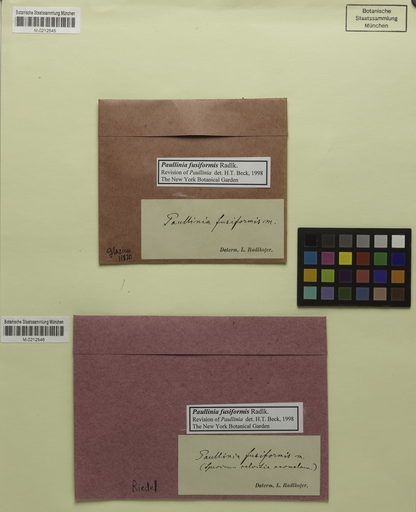 Botanische Staatssammlung München
M-0212545
Botanische
Staatssammlung
München
Paullinia fusiformis Radlk.
Revision of Paullinia det. H.T. Beck, 1998
The New York Botanical Garden
Paullinia fusiformis m.
Determ. L. Radlkofer.
Glaziou
11820
Botanische Staatssammlung München
M-0212546
Paullinia fusiformis Radlk.
Revision of Paullinia det. H.T. Beck, 1998
The New York Botanical Garden
Paullinia fusiformis m.
Determ. L. Radlkofer.
Riedel